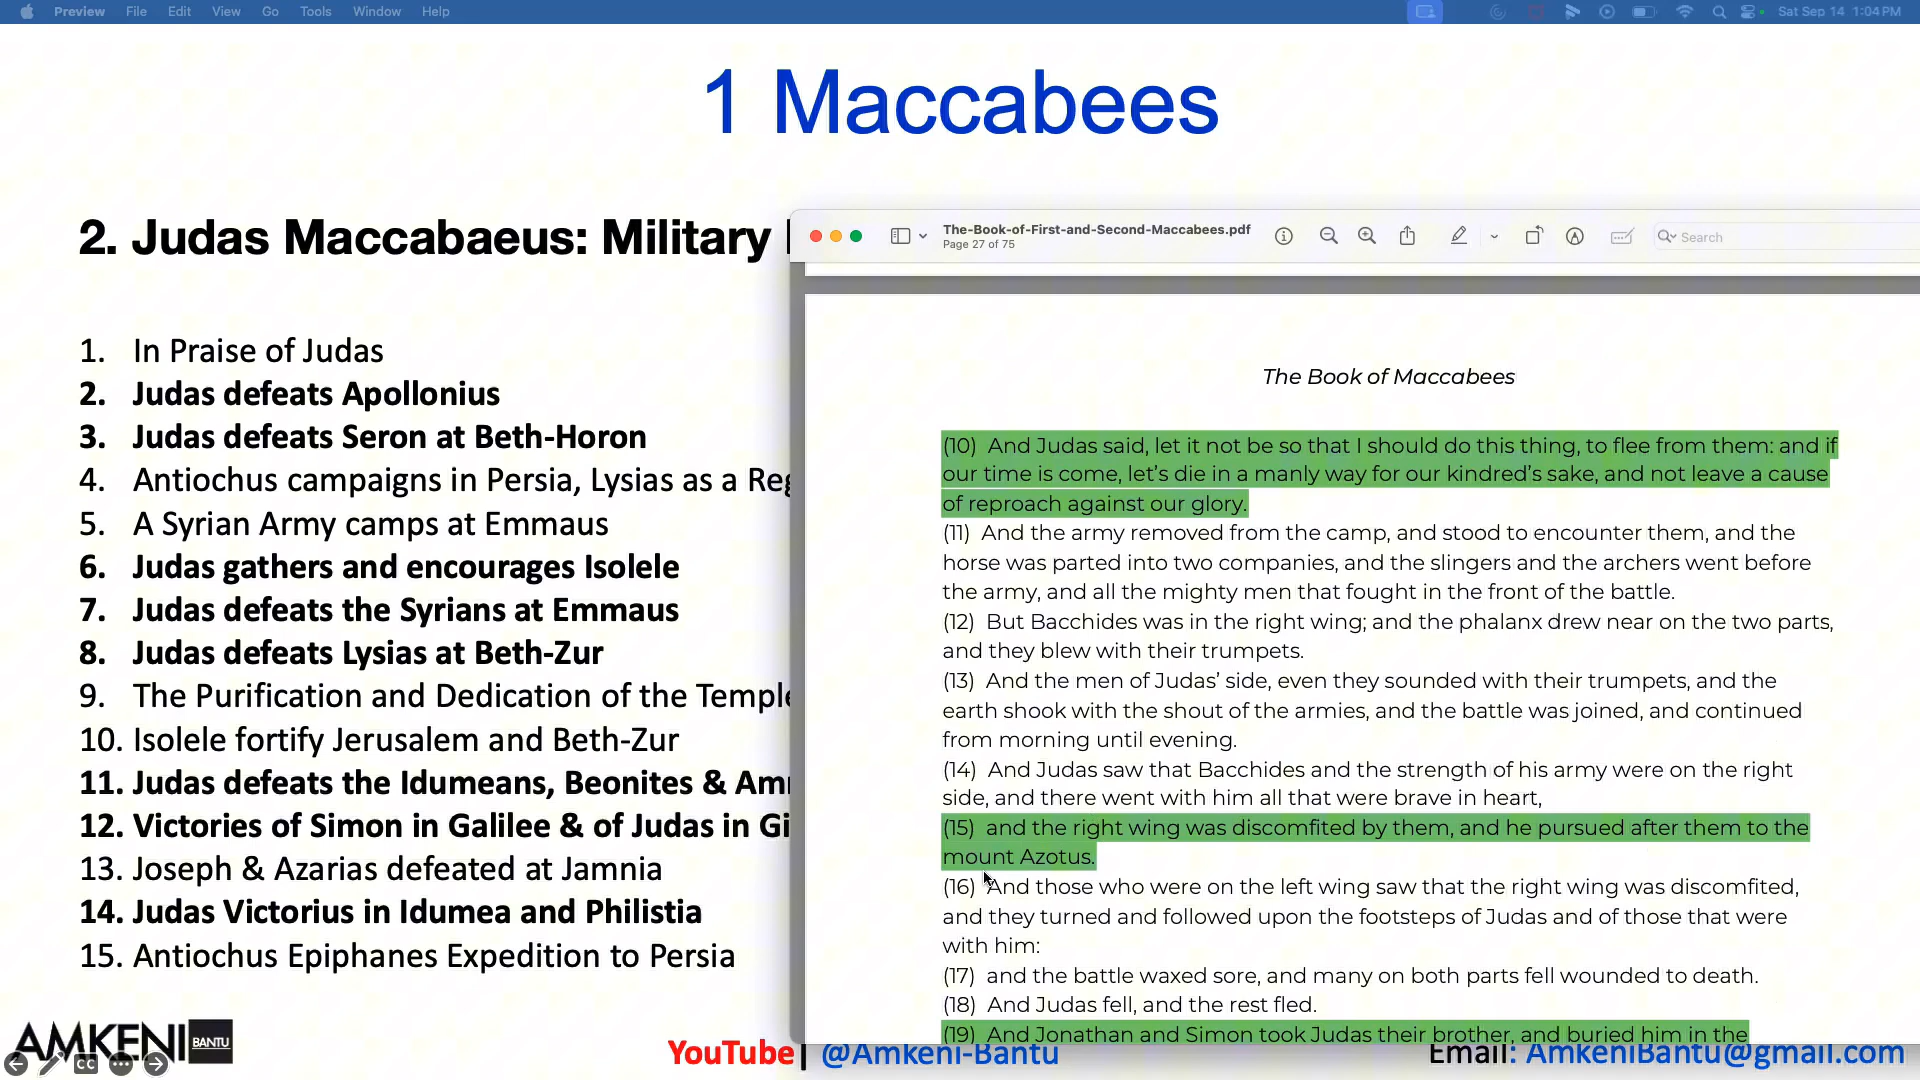 Preview File Edit View Go Tools Window Help Sat Sep 14 1:04 PM
1 Maccabees
2. Judas Maccabaeus: Military
1. In Praise of Judas
2. Judas defeats Apollonius
3. Judas defeats Seron at Beth-Horon
4. Antiochus campaigns in Persia, Lysias as a Reg
5. A Syrian Army camps at Emmaus
6. Judas gathers and encourages Isolele
7. Judas defeats the Syrians at Emmaus
8. Judas defeats Lysias at Beth-Zur
9. The Purification and Dedication of the Temple
10. Isolele fortify Jerusalem and Beth-Zur
11. Judas defeats the Idumeans, Beonites & Am
12. Victories of Simon in Galilee & of Judas in Gi
13. Joseph & Azarias defeated at Jamnia
14. Judas Victorius in Idumea and Philistia
15. Antiochus Epiphanes Expedition to Persia
The-Book-of-First-and-Second-Maccabees.pdf
Page 27 of 75
Search
The Book of Maccabees
(10) And Judas said, let it not be so that I should do this thing, to flee from them: and if
our time is come, let’s die in a manly way for our kindred’s sake, and not leave a cause
of reproach against our glory.
(11) And the army removed from the camp, and stood to encounter them, and the
horse was parted into two companies, and the slingers and the archers went before
the army, and all the mighty men that fought in the front of the battle.
(12) But Bacchides was in the right wing; and the phalanx drew near on the two parts,
and they blew with their trumpets.
(13) And the men of Judas’ side, even they sounded with their trumpets, and the
earth shook with the shout of the armies, and the battle was joined, and continued
from morning until evening.
(14) And Judas saw that Bacchides and the strength of his army were on the right
side, and there went with him all that were brave in heart,
(15) and the right wing was discomfited by them, and he pursued after them to the
mount Azotus.
(16) And those who were on the left wing saw that the right wing was discomfited,
and they turned and followed upon the footsteps of Judas and of those that were
with him:
(17) and the battle waxed sore, and many on both parts fell wounded to death.
(18) And Judas fell, and the rest fled.
(19) And Jonathan and Simon took Judas their brother, and buried him in the
AMKENI BANTU
CC
YouTube| @Amkeni-Bantu
Email: AmkeniBantu@gmail.com